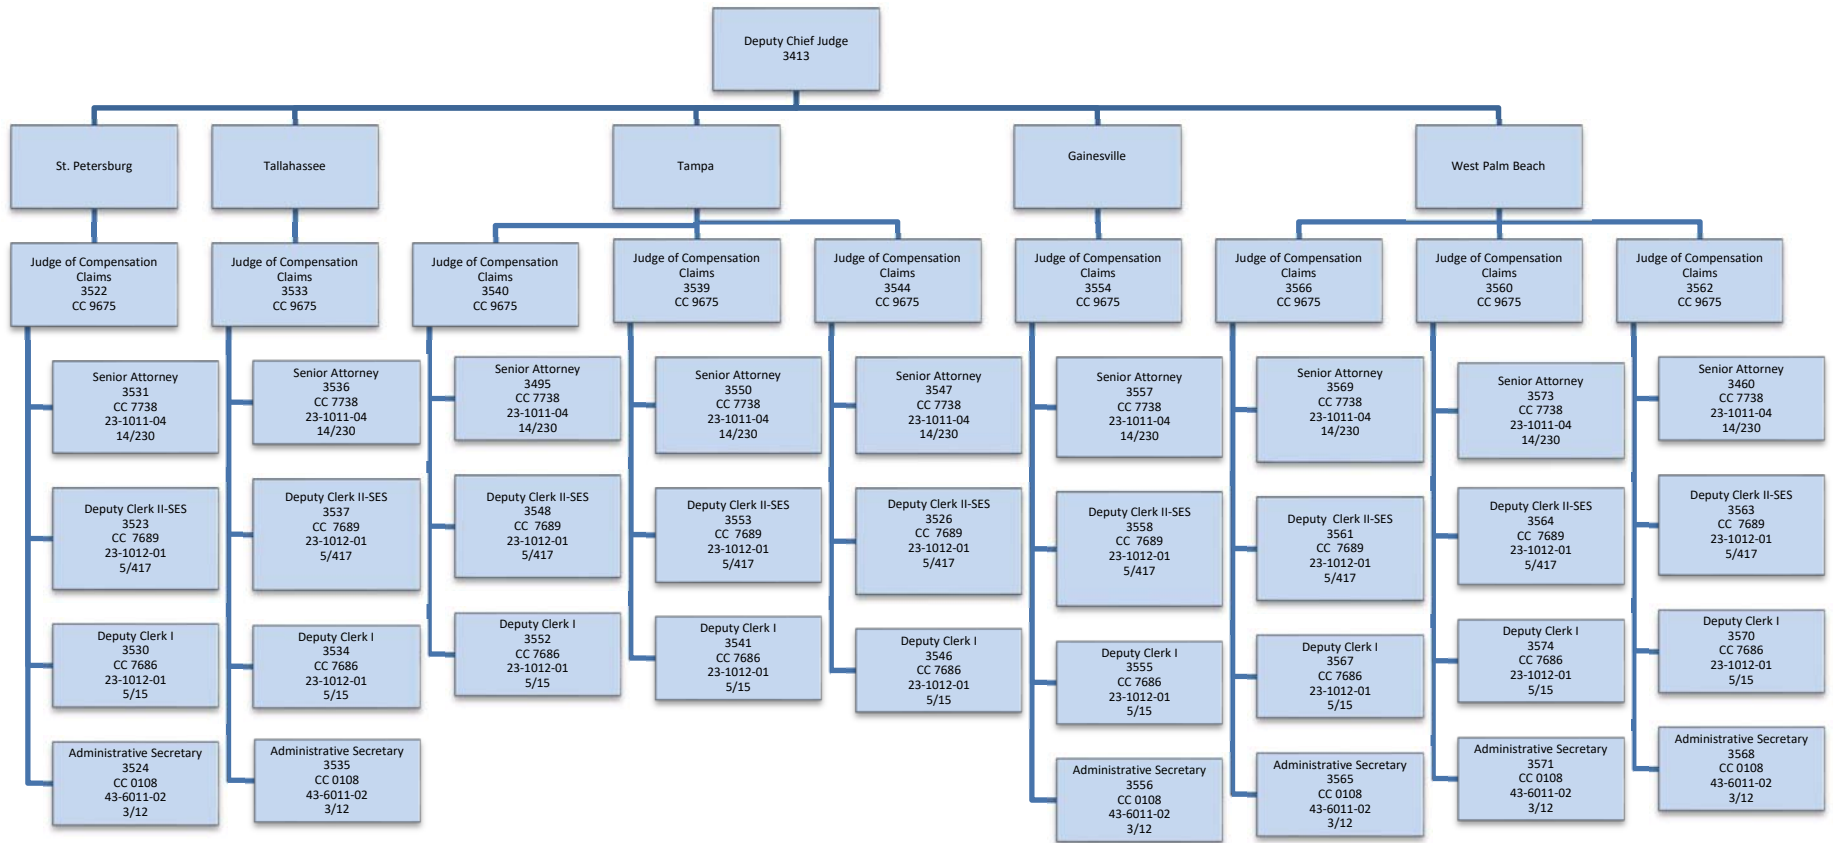 Deputy Chief Judge
3413
St. Petersburg
Tallahassee
Tampa
Gainesville
West Palm Beach
Judge of Compensation
Claims
3522
CC 9675
Judge of Compensation
Claims
3533
CC 9675
Judge of Compensation
Claims
3540
CC 9675
Judge of Compensation
Claims
3539
CC 9675
Judge of Compensation
Claims
3544
CC 9675
Judge of Compensation
Claims
3554
CC 9675
Judge of Compensation
Claims
3566
CC 9675
Judge of Compensation
Claims
3560
CC 9675
Judge of Compensation
Claims
3562
CC 9675
Senior Attorney
3531
CC 7738
23-1011-04
14/230
Senior Attorney
3536
CC 7738
23-1011-04
14/230
Senior Attorney
3495
CC 7738
23-1011-04
14/230
Senior Attorney
3550
CC 7738
23-1011-04
14/230
Senior Attorney
3547
CC 7738
23-1011-04
14/230
Senior Attorney
3557
CC 7738
23-1011-04
14/230
Senior Attorney
3569
CC 7738
23-1011-04
14/230
Senior Attorney
3573
CC 7738
23-1011-04
14/230
Senior Attorney
3460
CC 7738
23-1011-04
14/230
Deputy Clerk II-SES
3523
CC 7689
23-1012-01
5/417
Deputy Clerk II-SES
3537
CC 7689
23-1012-01
5/417
Deputy Clerk II-SES
3548
CC 7689
23-1012-01
5/417
Deputy Clerk II-SES
3553
CC 7689
23-1012-01
5/417
Deputy Clerk II-SES
3526
CC 7689
23-1012-01
5/417
Deputy Clerk II-SES
3558
CC 7689
23-1012-01
5/417
Deputy Clerk II-SES
3561
CC 7689
23-1012-01
5/417
Deputy Clerk II-SES
3564
CC 7689
23-1012-01
5/417
Deputy Clerk II-SES
3563
CC 7689
23-1012-01
5/417
Deputy Clerk I
3530
CC 7686
23-1012-01
5/15
Deputy Clerk I
3534
CC 7686
23-1012-01
5/15
Deputy Clerk I
3552
CC 7686
23-1012-01
5/15
Deputy Clerk I
3541
CC 7686
23-1012-01
5/15
Deputy Clerk I
3546
CC 7686
23-1012-01
5/15
Deputy Clerk I
3555
CC 7686
23-1012-01
5/15
Deputy Clerk I
3567
CC 7686
23-1012-01
5/15
Deputy Clerk I
3574
CC 7686
23-1012-01
5/15
Deputy Clerk I
3570
CC 7686
23-1012-01
5/15
Administrative Secretary
3524
CC 0108
43-6011-02
3/12
Administrative Secretary
3535
CC 0108
43-6011-02
3/12
Administrative Secretary
3556
CC 0108
43-6011-02
3/12
Administrative Secretary
3565
CC 0108
43-6011-02
3/12
Administrative Secretary
3571
CC 0108
43-6011-02
3/12
Administrative Secretary
3568
CC 0108
43-6011-02
3/12